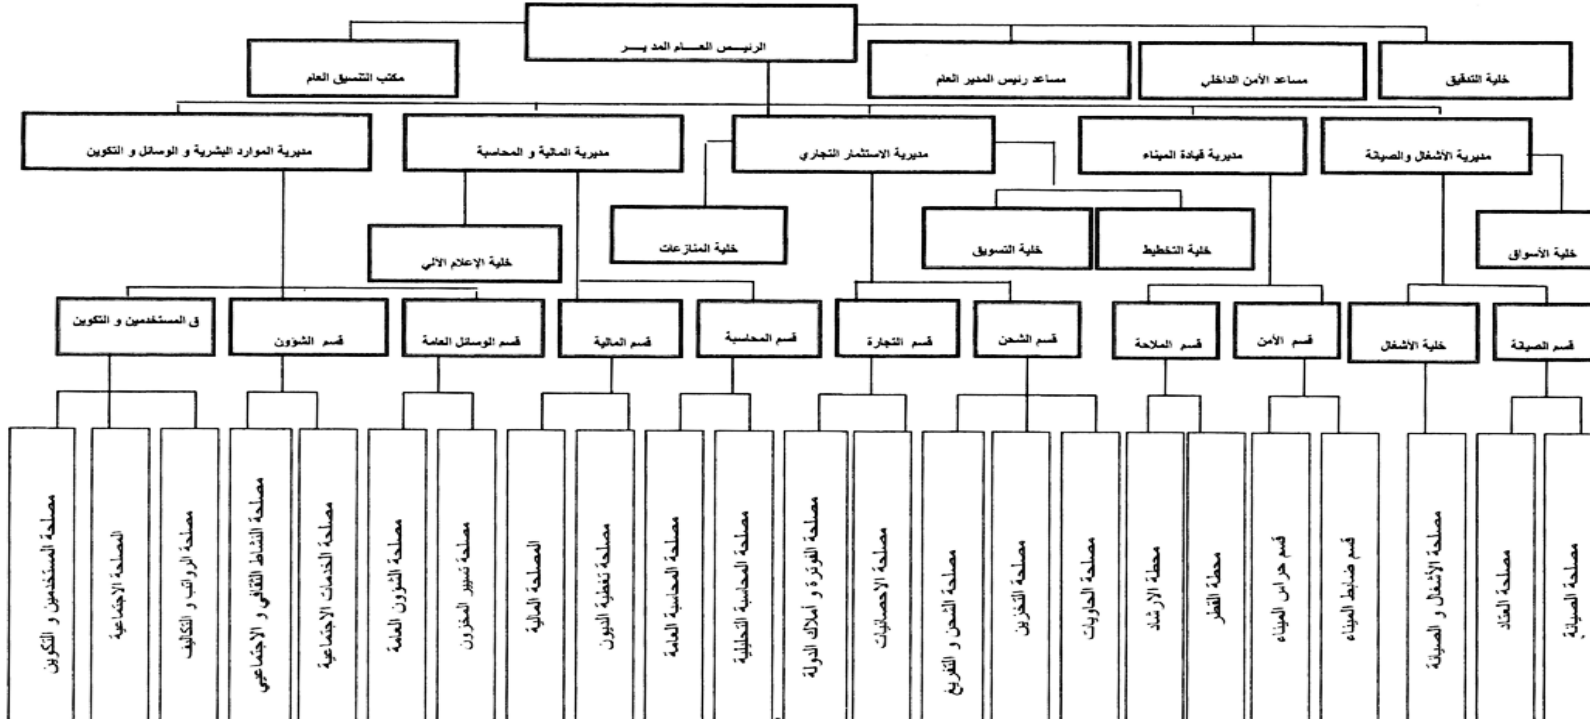 الرئيس العام المدير
خلية التدقيق
مساعد الأمن الداخلي
مساعد رئيس المدير العام
مكتب التنسيق العام
مديرية الأشغال والصيانة
مديرية قيادة الميناء
مديرية الاستثمار التجاري
مديرية المالية و المحاسبة
مديرية الموارد البشرية و الوسائل و التكوين
خلية الأسواق
خلية التخطيط
خلية التسويق
خلية المنازعات
خلية الإعلام الآلي
قسم الصيانة
خلية الأشغال
قسم الأمن
قسم الملاحة
قسم الشحن
قسم التجارة
قسم المحاسبة
قسم المالية
قسم الوسائل العامة
قسم الشؤون
ق المستخدمين و التكوين
مصلحة الصيانة
مصلحة العتاد
مصلحة الأشغال و الصيانة
قسم ضابط الميناء
قسم حراس الميناء
محطة القطر
محطة الارشاد
مصلحة الحاويات
مصلحة التخزين
مصلحة الشحن و التفريغ
مصلحة الاحصائيات
مصلحة الفوترة و أملاك الدولة
مصلحة المحاسبة التحليلية
مصلحة المحاسبة العامة
مصلحة تغطية الديون
المصلحة المالية
مصلحة تسيير المخزون
مصلحة الشؤون العامة
مصلحة الخدمات الاجتماعية
مصلحة النشاط الثقافي و الاجتماعيي
مصلحة الرواتب و التكاليف
المصلحة الاجتماعية
مصلحة المستخدمين و التكوين